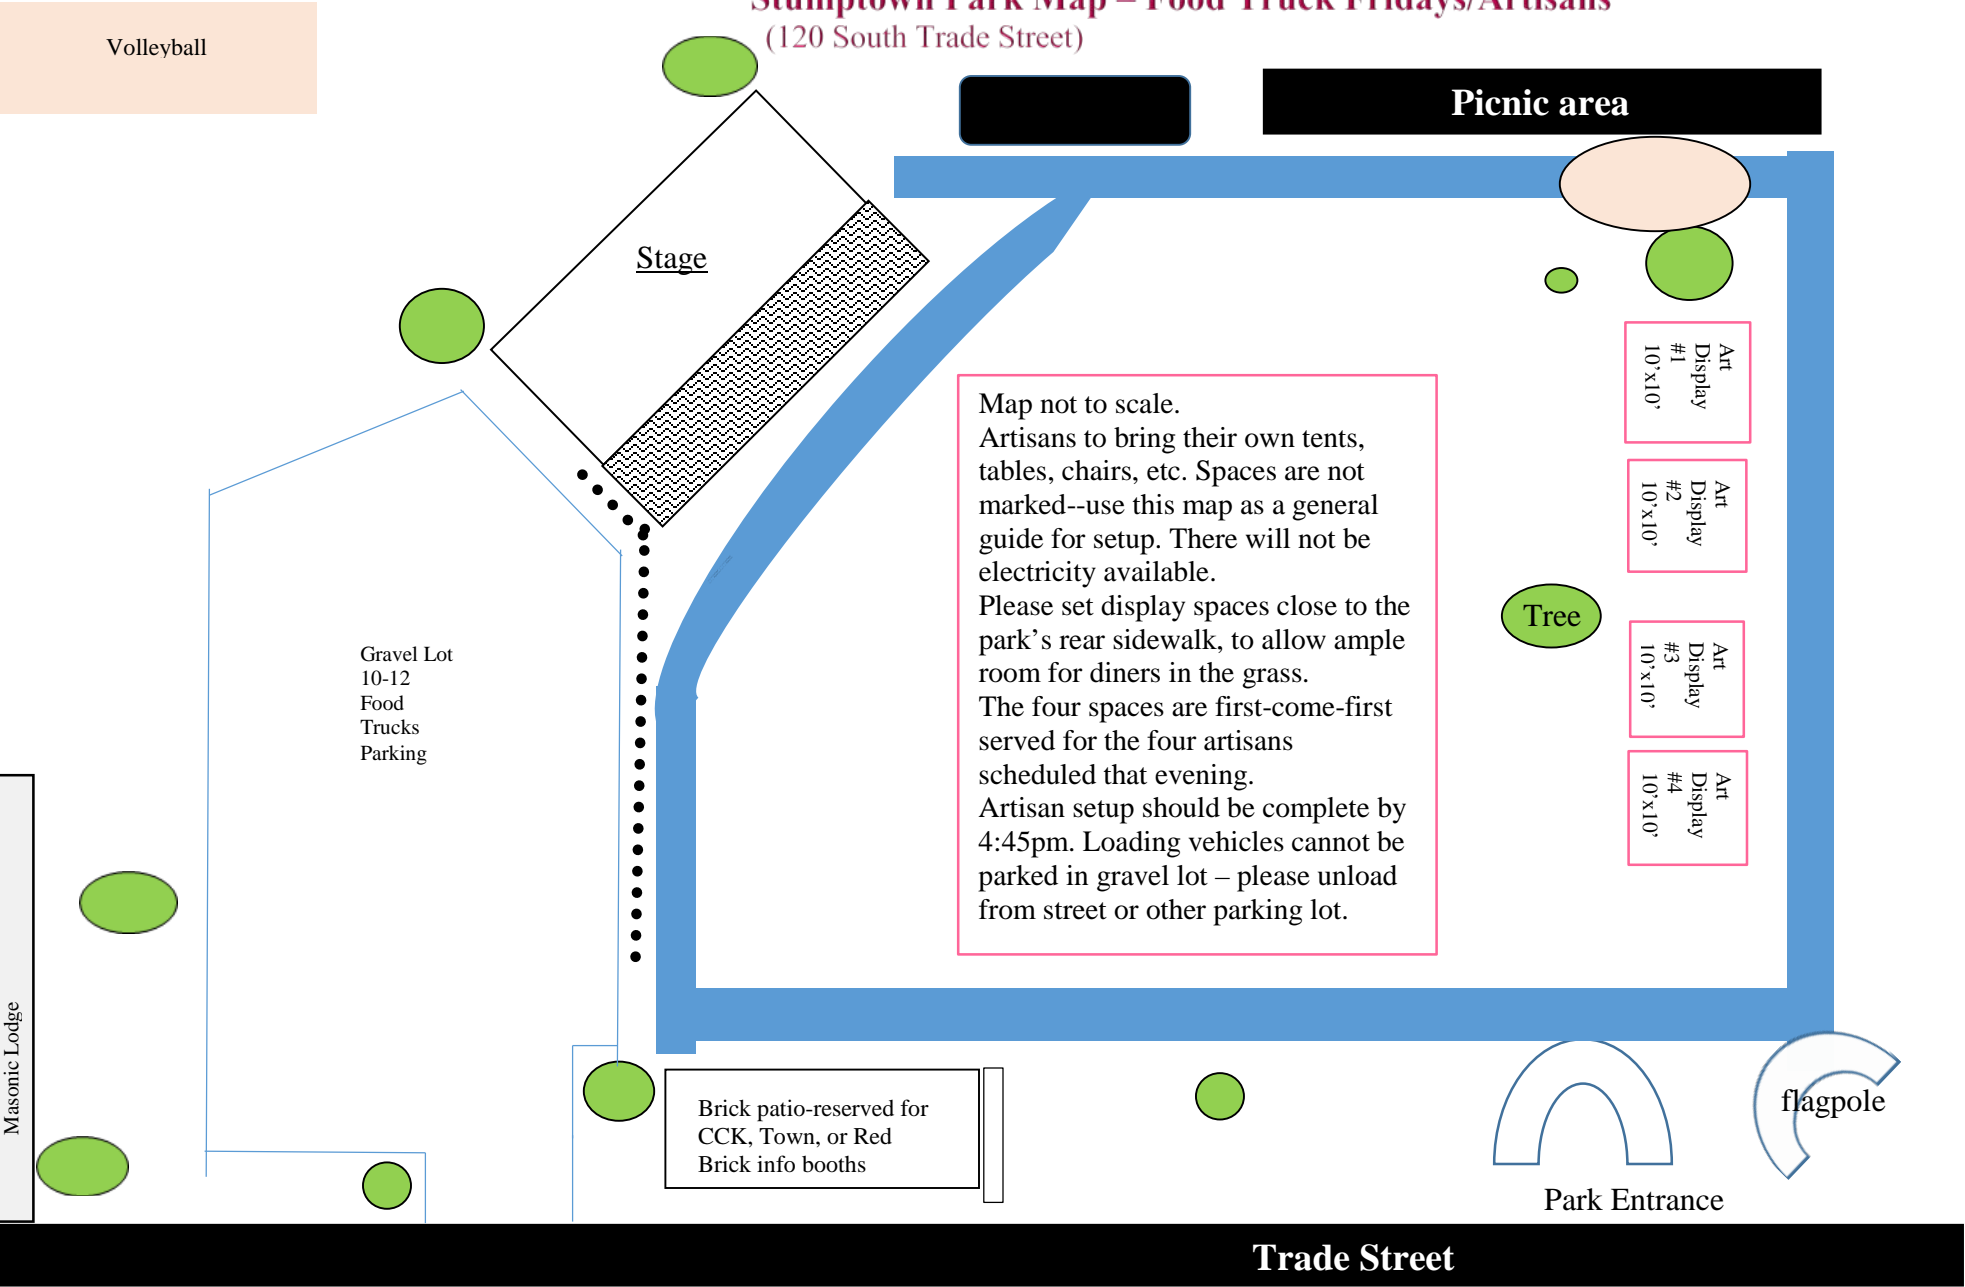 Stumptown Park Map – Food Truck Fridays/Artisans
(120 South Trade Street)
Volleyball
Picnic area
Stage
Map not to scale.
Artisans to bring their own tents,
tables, chairs, etc. Spaces are not
marked--use this map as a general
guide for setup. There will not be
electricity available.
Please set display spaces close to the
park’s rear sidewalk, to allow ample
room for diners in the grass.
The four spaces are first-come-first
served for the four artisans
scheduled that evening.
Artisan setup should be complete by
4:45pm. Loading vehicles cannot be
parked in gravel lot – please unload
from street or other parking lot.
Art
Display
#1
10’x10’
Art
Display
#2
10’x10’
Tree
Art
Display
#3
10’x10’
Art
Display
#4
10’x10’
Gravel Lot
10-12
Food
Trucks
Parking
Masonic Lodge
Brick patio-reserved for
CCK, Town, or Red
Brick info booths
flagpole
Park Entrance
Trade Street